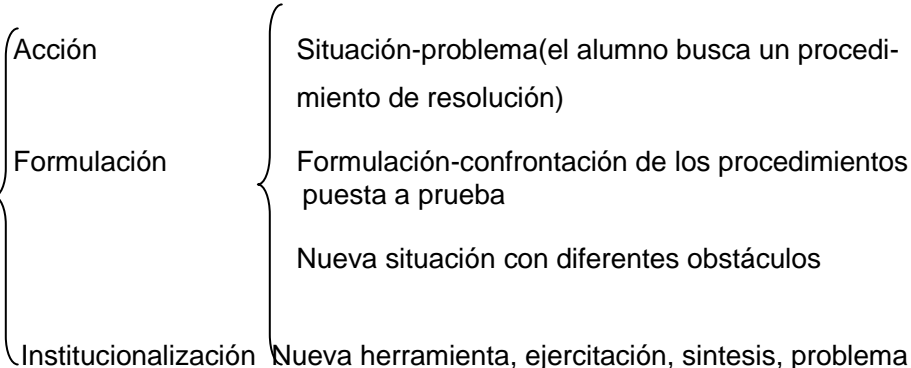 Acción Situación-problema(el alumno busca un procedi-
miento de resolución)
Formulación Formulación-confrontación de los procedimientos
puesta a prueba
Nueva situación con diferentes obstáculos
Institucionalización Nueva herramienta, ejercitación, sintesis, problema